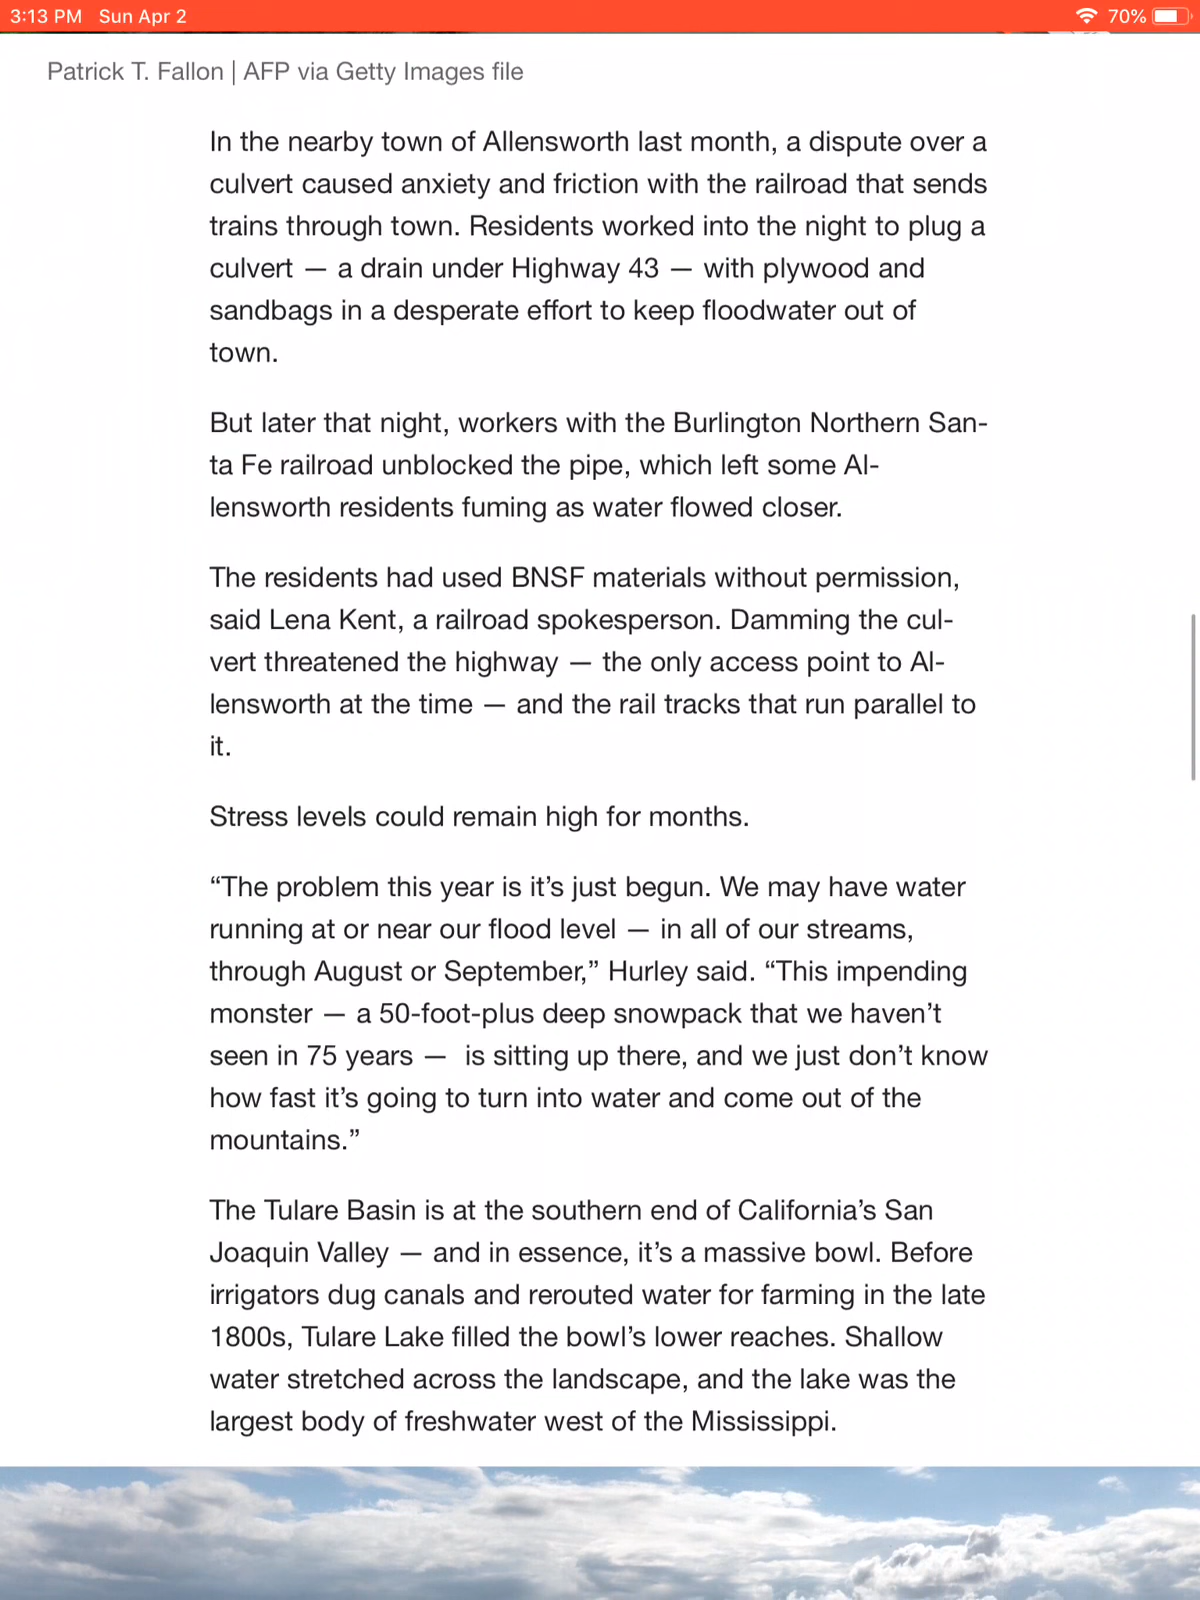 3:13 PM Sun Apr 2 70%
Patrick T. Fallon | AFP via Getty Images file
In the nearby town of Allensworth last month, a dispute over a
culvert caused anxiety and friction with the railroad that sends
trains through town. Residents worked into the night to plug a
culvert — a drain under Highway 43 — with plywood and
sandbags in a desperate effort to keep floodwater out of
town.
But later that night, workers with the Burlington Northern San-
ta Fe railroad unblocked the pipe, which left some Al-
lensworth residents fuming as water flowed closer.
The residents had used BNSF materials without permission,
said Lena Kent, a railroad spokesperson. Damming the cul-
vert threatened the highway — the only access point to Al-
lensworth at the time — and the rail tracks that run parallel to
it.
Stress levels could remain high for months.
“The problem this year is it’s just begun. We may have water
running at or near our flood level — in all of our streams,
through August or September,” Hurley said. “This impending
monster — a 50-foot-plus deep snowpack that we haven’t
seen in 75 years — is sitting up there, and we just don’t know
how fast it’s going to turn into water and come out of the
mountains.”
The Tulare Basin is at the southern end of California’s San
Joaquin Valley — and in essence, it’s a massive bowl. Before
irrigators dug canals and rerouted water for farming in the late
1800s, Tulare Lake filled the bowl’s lower reaches. Shallow
water stretched across the landscape, and the lake was the
largest body of freshwater west of the Mississippi.